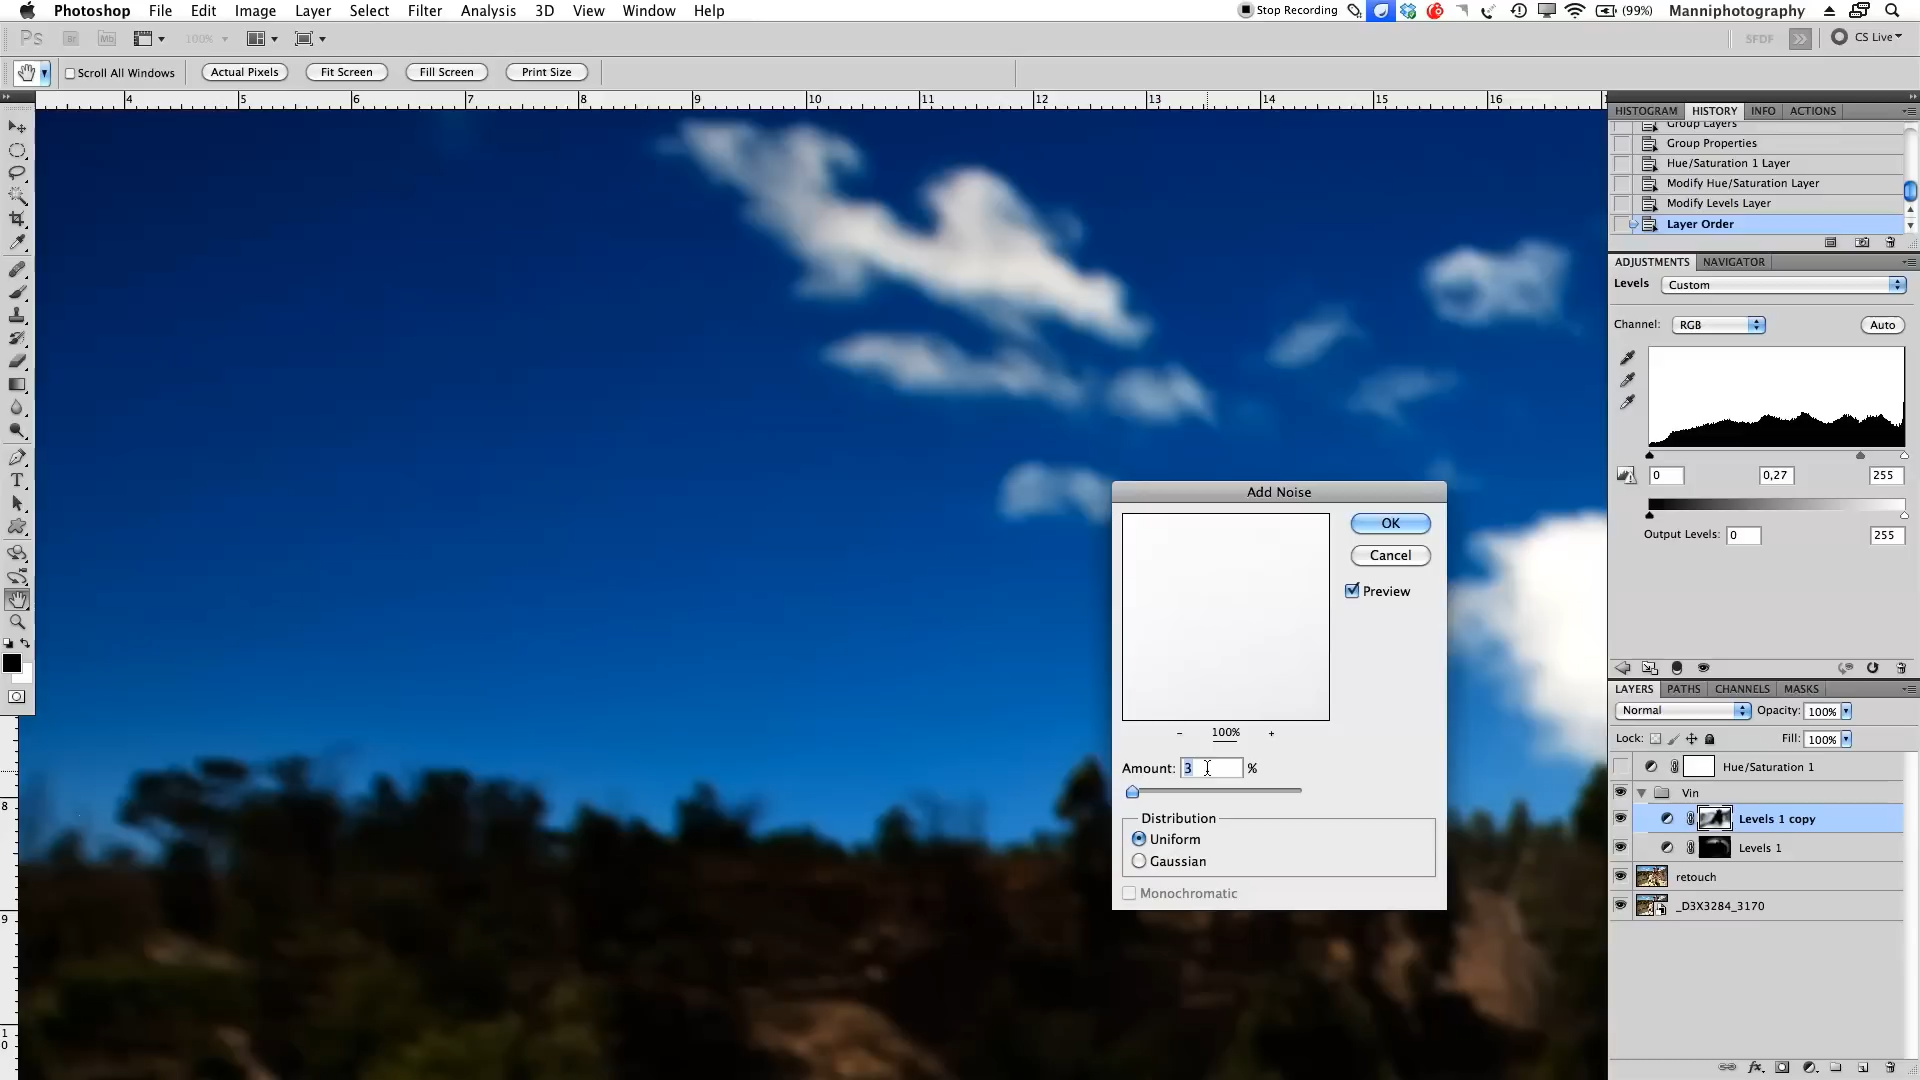 Photoshop File Edit Image Layer Select Filter Analysis 3D View Window Help Stop Recording (99%) Manniphotography
Ps Br Mb 100% SFDF CS Live
Scroll All Windows Actual Pixels Fit Screen Fill Screen Print Size
4 5 6 7 8 9 10 11 12 13 14 15 16
HISTOGRAM HISTORY INFO ACTIONS
Group Layers
Group Properties
Hue/Saturation 1 Layer
Modify Hue/Saturation Layer
Modify Levels Layer
Layer Order
ADJUSTMENTS NAVIGATOR
Levels Custom
Channel: RGB Auto
0 0,27 255
Output Levels: 0 255
Add Noise
OK
Cancel
Preview
- 100% +
Amount: 3 %
Distribution
Uniform
Gaussian
Monochromatic
LAYERS PATHS CHANNELS MASKS
Normal Opacity: 100%
Lock: Fill: 100%
Hue/Saturation 1
Vin
Levels 1 copy
Levels 1
retouch
_D3X3284_3170
8
9
1
0